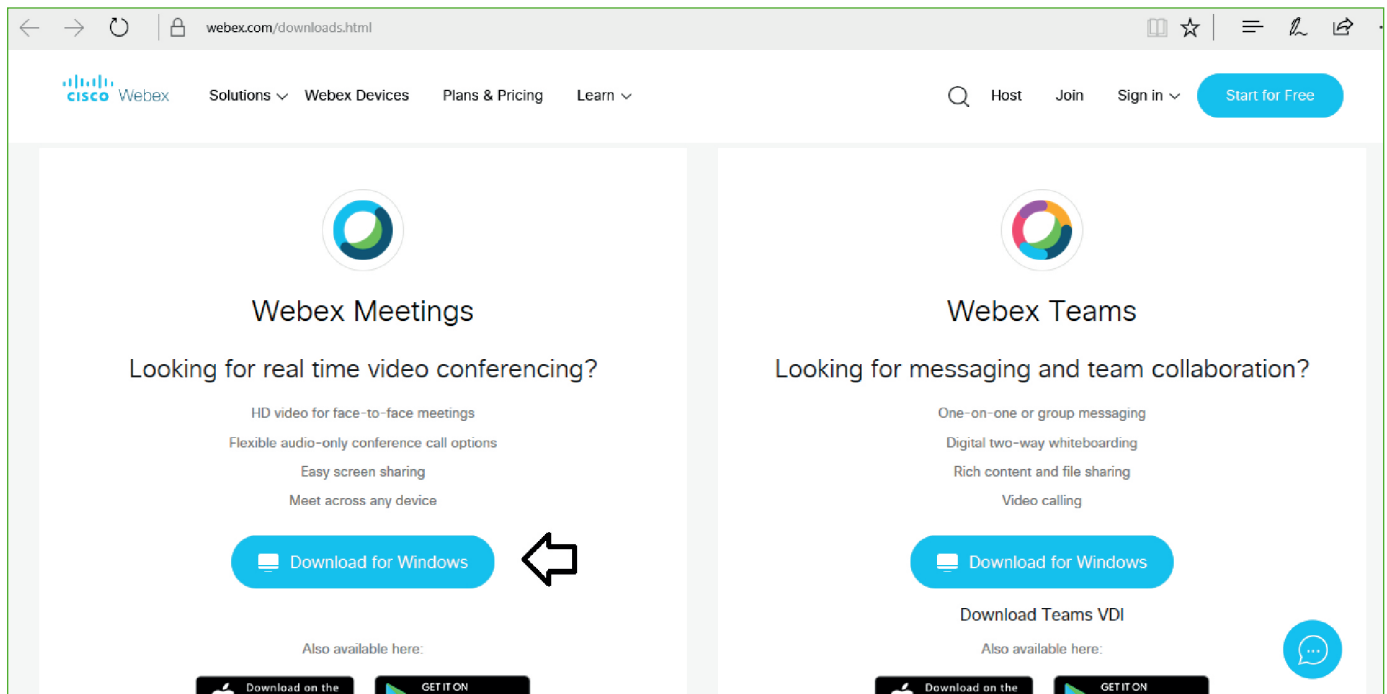 webex.com/downloads.html
cisco Webex Solutions Webex Devices Plans & Pricing Learn Host Join Sign in Start for Free
Webex Meetings
Looking for real time video conferencing?
HD video for face-to-face meetings
Flexible audio-only conference call options
Easy screen sharing
Meet across any device
Download for Windows
Also available here:
Download on the
GET IT ON
Webex Teams
Looking for messaging and team collaboration?
One-on-one or group messaging
Digital two-way whiteboarding
Rich content and file sharing
Video calling
Download for Windows
Download Teams VDI
Also available here:
Download on the
GET IT ON